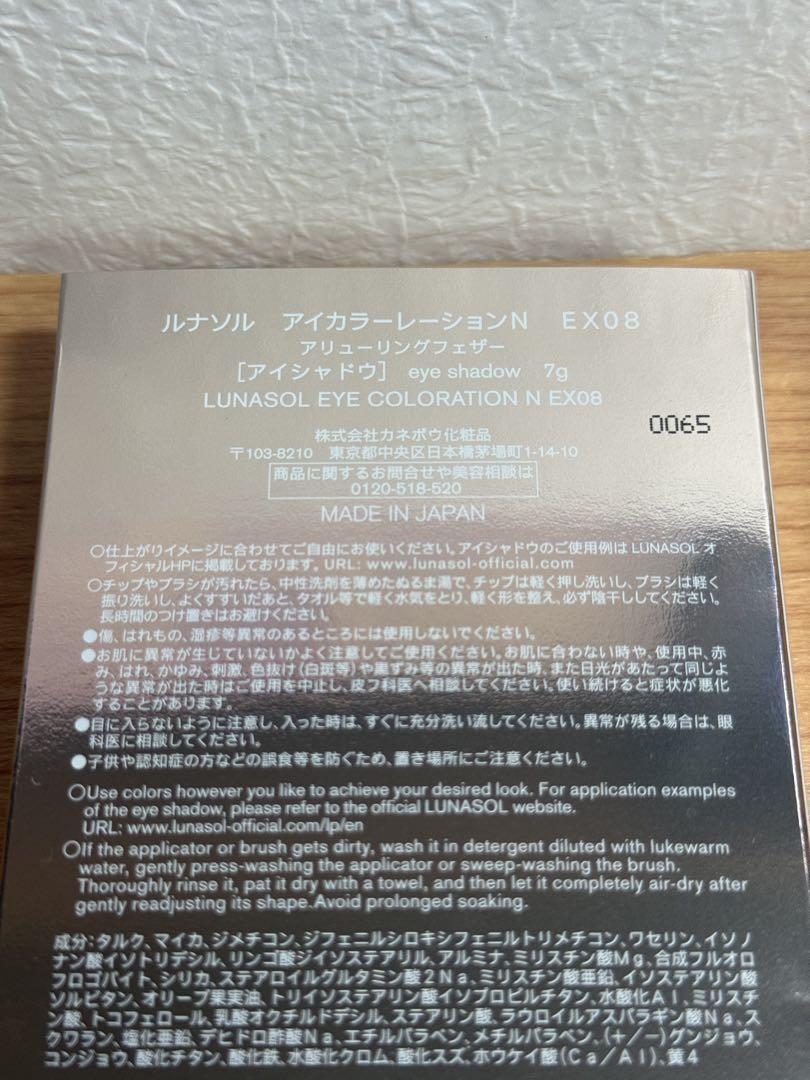 ルナソル　アイカラーレーションN　EX08
アリューリングフェザー
［アイシャドウ］ eye shadow 7g
LUNASOL EYE COLORATION N EX08
0065
株式会社カネボウ化粧品
〒103-8210　東京都中央区日本橋茅場町1-14-10
商品に関するお問合せや美容相談は
0120-518-520
MADE IN JAPAN
○仕上がりイメージに合わせてご自由にお使いください。アイシャドウのご使用例は LUNASOL オ
フィシャルHPに掲載しております。URL: www.lunasol-official.com
○チップやブラシが汚れたら、中性洗剤を薄めたぬるま湯で、チップは軽く押し洗いし、ブラシは軽く
振り洗いし、よくすすいだあと、タオル等で軽く水気をとり、軽く形を整え、必ず陰干ししてください。
長時間のつけ置きはお避けください。
●傷、はれもの、湿疹等異常のあるところには使用しないでください。
●お肌に異常が生じていないかよく注意してご使用ください。お肌に合わない時や、使用中、赤
み、はれ、かゆみ、刺激、色抜け（白斑等）や黒ずみ等の異常が出た時、また日光があたって同じよ
うな異常が出た時はご使用を中止し、皮フ科医へ相談してください。使い続けると症状が悪化
することがあります。
●目に入らないように注意し、入った時は、すぐに充分洗い流してください。異常が残る場合は、眼
科医に相談してください。
●子供や認知症の方などの誤食等を防ぐため、置き場所にご注意ください。
○Use colors however you like to achieve your desired look. For application examples
of the eye shadow, please refer to the official LUNASOL website.
URL: www.lunasol-official.com/lp/en
○If the applicator or brush gets dirty, wash it in detergent diluted with lukewarm
water, gently press-washing the applicator or sweep-washing the brush.
Thoroughly rinse it, pat it dry with a towel, and then let it completely air-dry after
gently readjusting its shape. Avoid prolonged soaking.
成分：タルク、マイカ、ジメチコン、ジフェニルシロキシフェニルトリメチコン、ワセリン、イソノ
ナン酸イソトリデシル、リンゴ酸ジイソステアリル、アルミナ、ミリスチン酸Mg、合成フルオロ
フロゴパイト、シリカ、ステアロイルグルタミン酸2Na、ミリスチン酸亜鉛、イソステアリン酸
ソルビタン、オリーブ果実油、トリイソステアリン酸イソプロピルチタン、水酸化Al、ミリスチ
ン酸、トコフェロール、乳酸オクチルドデシル、ステアリン酸、ラウロイルアスパラギン酸Na、ス
クワラン、塩化亜鉛、デヒドロ酢酸Na、エチルパラベン、メチルパラベン、（+/－）グンジョウ、
コンジョウ、酸化チタン、酸化鉄、水酸化クロム、酸化スズ、ホウケイ酸（Ca/Al）、黄4